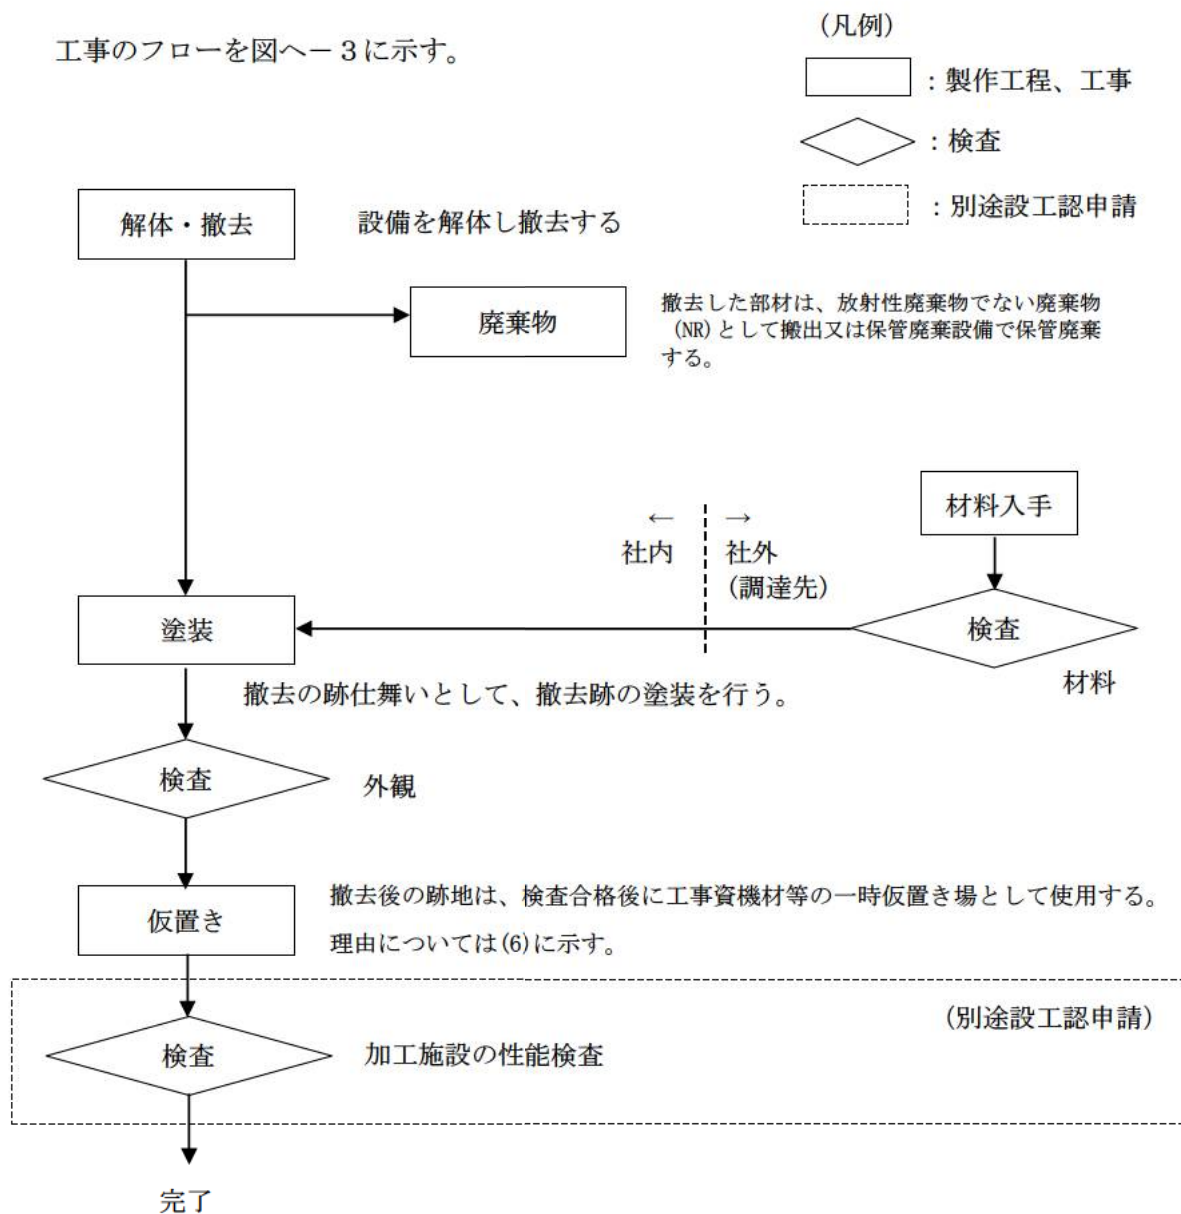 工事のフローを図へ－３に示す。
(凡例)
：製作工程、工事
：検査
：別途設工認申請
解体・撤去
設備を解体し撤去する
廃棄物
撤去した部材は、放射性廃棄物でない廃棄物
(NR)として搬出又は保管廃棄設備で保管廃棄
する。
材料入手
← →
社内 社外
(調達先)
塗装
検査
材料
撤去の跡仕舞いとして、撤去跡の塗装を行う。
検査
外観
仮置き
撤去後の跡地は、検査合格後に工事資機材等の一時仮置き場として使用する。
理由については(6)に示す。
(別途設工認申請)
検査
加工施設の性能検査
完了